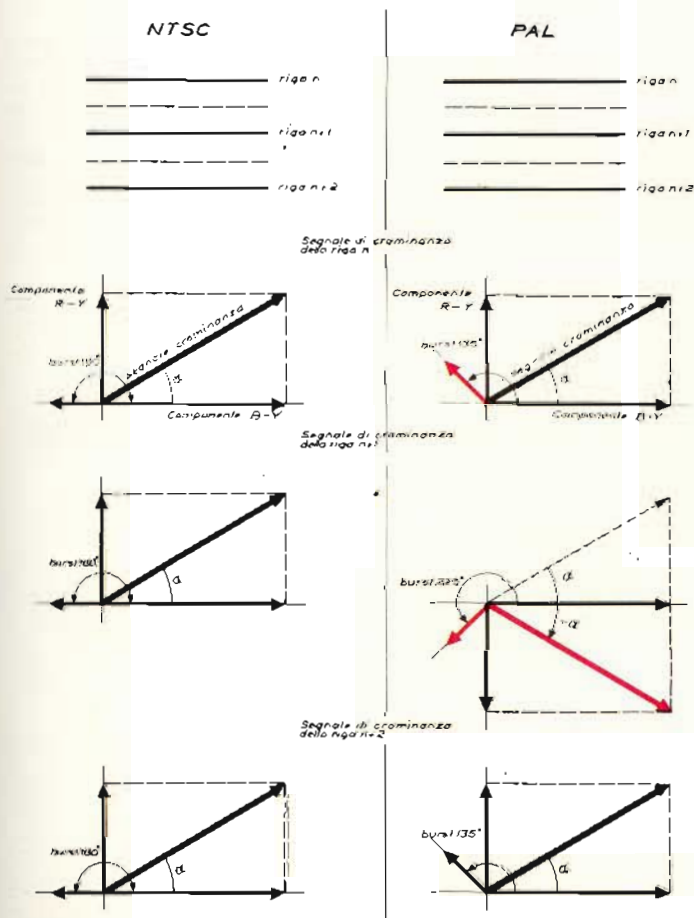 NTSC
PAL
riga n
riga n+1
riga n+2
riga n
riga n+1
riga n+2
Segnale di crominanza
della riga n
Componente
R-Y
burst 180°
segnale crominanza
α
Componente B-Y
Componente
R-Y
burst 135°
segnale crominanza
α
Componente B-Y
Segnale di crominanza
della riga n+1
burst 180°
α
burst 225°
α
-α
Segnale di crominanza
della riga n+2
burst 180°
α
burst 135°
α